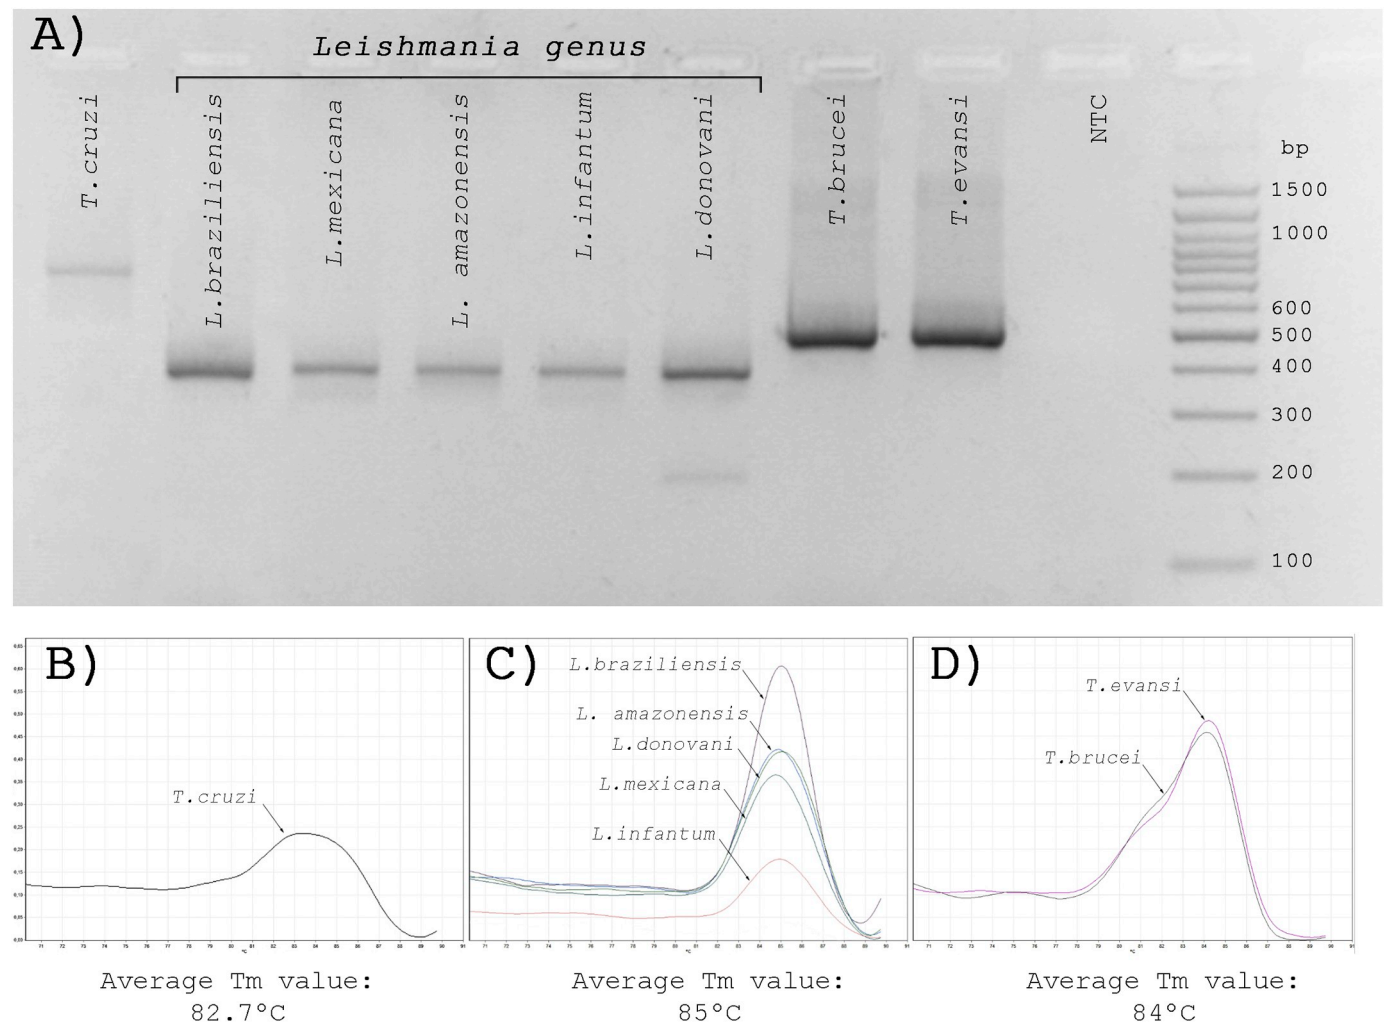 A)
Leishmania genus
T.cruzi
L.braziliensis
L.mexicana
L. amazonensis
L.infantum
L.donovani
T.brucei
T.evansi
NTC
bp
1500
1000
600
500
400
300
200
100
B)
T.cruzi
Average Tm value:
82.7°C
C)
L.braziliensis
L. amazonensis
L.donovani
L.mexicana
L.infantum
Average Tm value:
85°C
D)
T.evansi
T.brucei
Average Tm value:
84°C